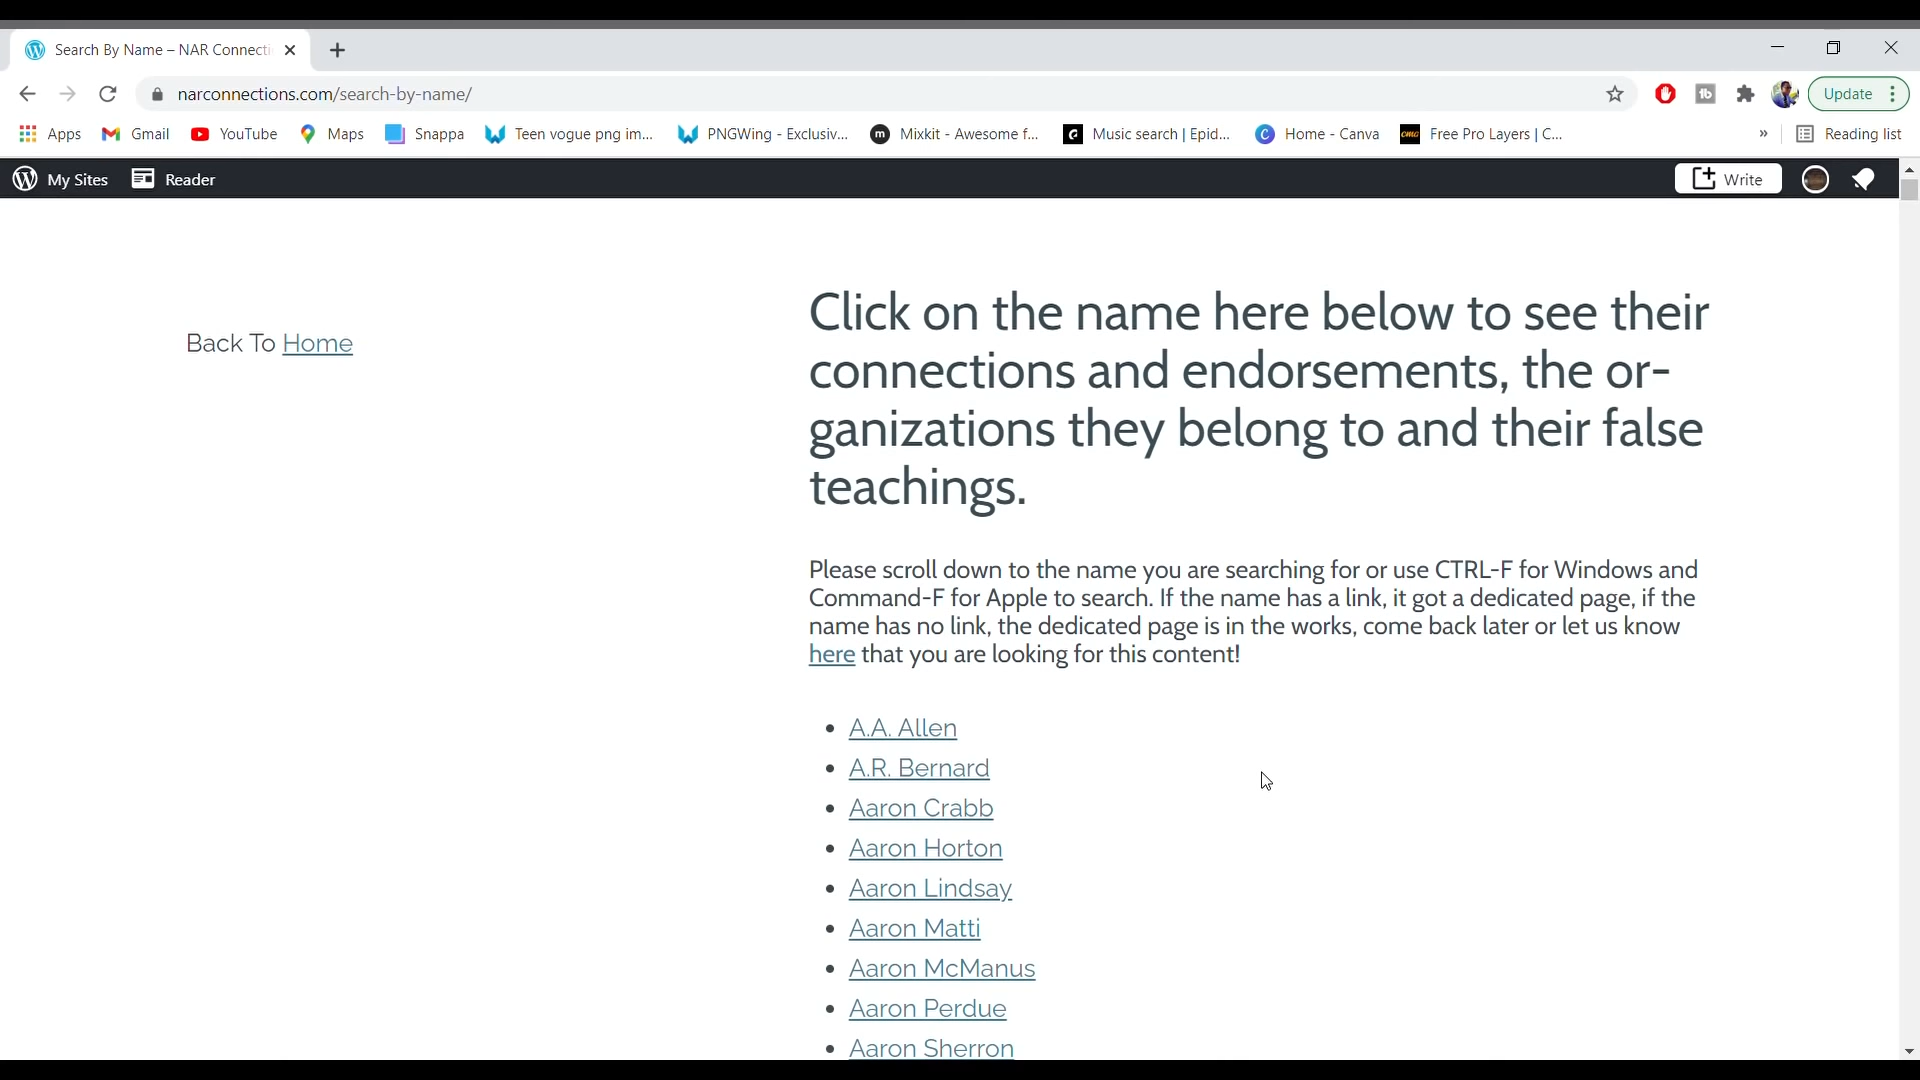 Search By Name – NAR Connecti
narconnections.com/search-by-name/
Update
Apps
Gmail
YouTube
Maps
Snappa
Teen vogue png im...
PNGWing - Exclusiv...
Mixkit - Awesome f...
Music search | Epid...
Home - Canva
Free Pro Layers | C...
»
Reading list
My Sites
Reader
Write
Back To Home
Click on the name here below to see their
connections and endorsements, the or-
ganizations they belong to and their false
teachings.
Please scroll down to the name you are searching for or use CTRL-F for Windows and
Command-F for Apple to search. If the name has a link, it got a dedicated page, if the
name has no link, the dedicated page is in the works, come back later or let us know
here that you are looking for this content!
A.A. Allen
A.R. Bernard
Aaron Crabb
Aaron Horton
Aaron Lindsay
Aaron Matti
Aaron McManus
Aaron Perdue
Aaron Sherron